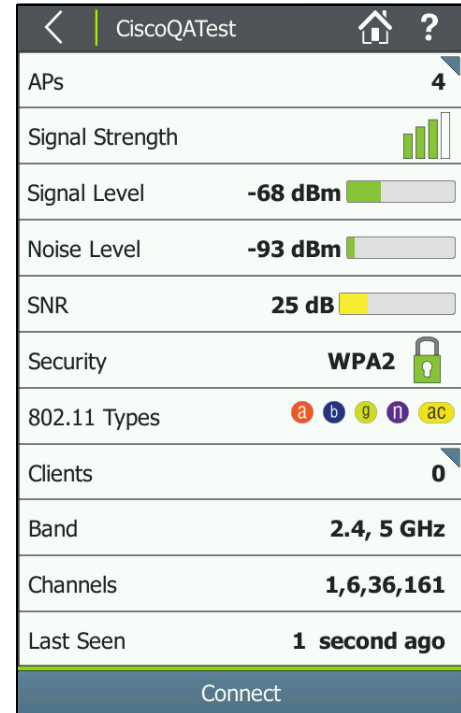 CiscoQATest ?
APs 4
Signal Strength
Signal Level -68 dBm
Noise Level -93 dBm
SNR 25 dB
Security WPA2
802.11 Types a b g n ac
Clients 0
Band 2.4, 5 GHz
Channels 1,6,36,161
Last Seen 1 second ago
Connect